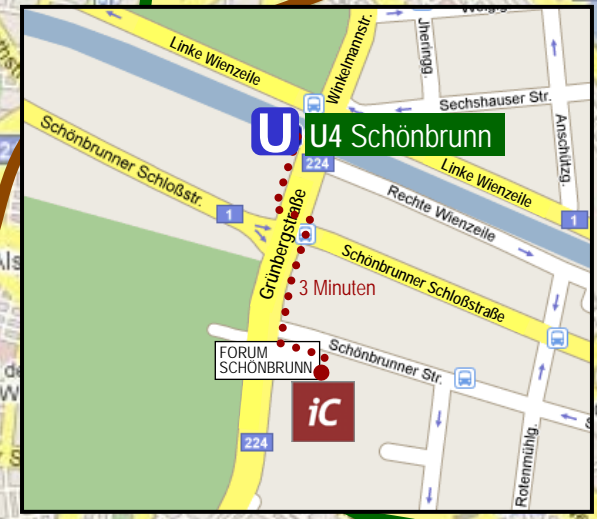 Linke Wienzeile
Winkelmannstr.
Jheringg.
Sechshauser Str.
Anschützg.
U
U4 Schönbrunn
224
Linke Wienzeile
1
Schönbrunner Schloßstr.
1
Rechte Wienzeile
Grünbergstraße
Schönbrunner Schloßstraße
3 Minuten
FORUM
SCHÖNBRUNN
Schönbrunner Str.
iC
224
Rotenmühlg.